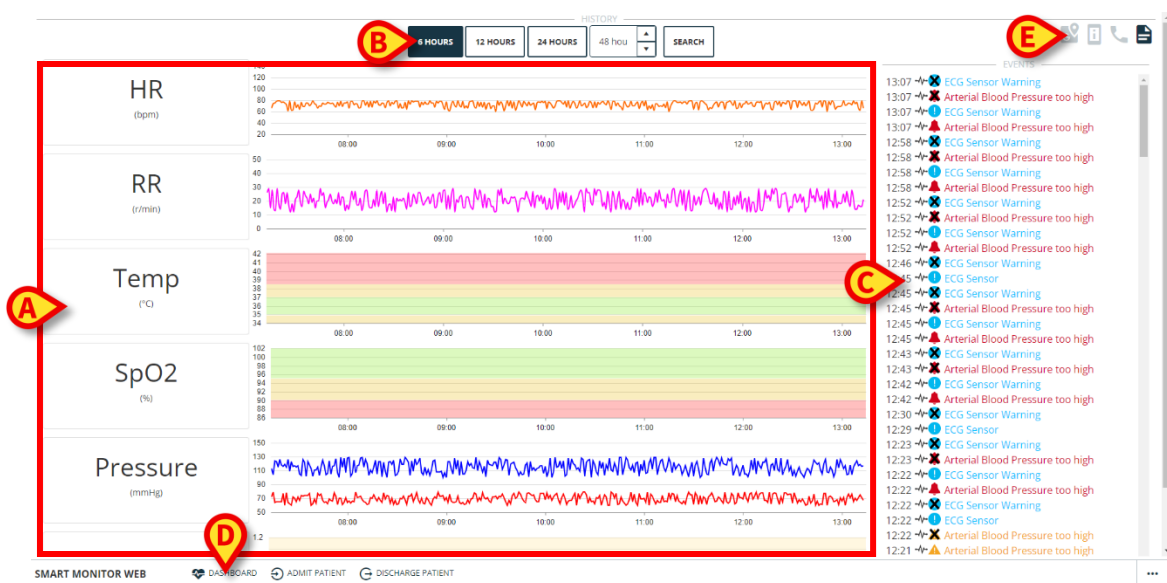 HISTORY
B
6 HOURS 12 HOURS 24 HOURS 48 hou SEARCH
E
EVENTS
HR
(bpm)
140
120
100
80
60
40
20
08:00 09:00 10:00 11:00 12:00 13:00
RR
(r/min)
50
40
30
20
10
0
08:00 09:00 10:00 11:00 12:00 13:00
A
Temp
(°C)
42
41
40
39
38
37
36
35
34
08:00 09:00 10:00 11:00 12:00 13:00
SpO2
(%)
102
100
98
96
94
92
90
88
86
08:00 09:00 10:00 11:00 12:00 13:00
Pressure
(mmHg)
150
130
110
90
70
50
08:00 09:00 10:00 11:00 12:00 13:00
1.2
13:07 ECG Sensor Warning
13:07 Arterial Blood Pressure too high
13:07 ECG Sensor Warning
13:07 Arterial Blood Pressure too high
12:58 ECG Sensor Warning
12:58 Arterial Blood Pressure too high
12:58 ECG Sensor Warning
12:58 Arterial Blood Pressure too high
12:52 ECG Sensor Warning
12:52 Arterial Blood Pressure too high
12:52 ECG Sensor Warning
12:52 Arterial Blood Pressure too high
12:46 ECG Sensor Warning
C
12:45 ECG Sensor
12:45 ECG Sensor Warning
12:45 Arterial Blood Pressure too high
12:45 ECG Sensor Warning
12:45 Arterial Blood Pressure too high
12:43 ECG Sensor Warning
12:43 Arterial Blood Pressure too high
12:42 ECG Sensor Warning
12:42 Arterial Blood Pressure too high
12:30 ECG Sensor Warning
12:29 ECG Sensor
12:23 ECG Sensor Warning
12:23 Arterial Blood Pressure too high
12:22 ECG Sensor Warning
12:22 Arterial Blood Pressure too high
12:22 ECG Sensor Warning
12:22 ECG Sensor
12:22 Arterial Blood Pressure too high
12:21 Arterial Blood Pressure too high
D
SMART MONITOR WEB DASHBOARD ADMIT PATIENT DISCHARGE PATIENT